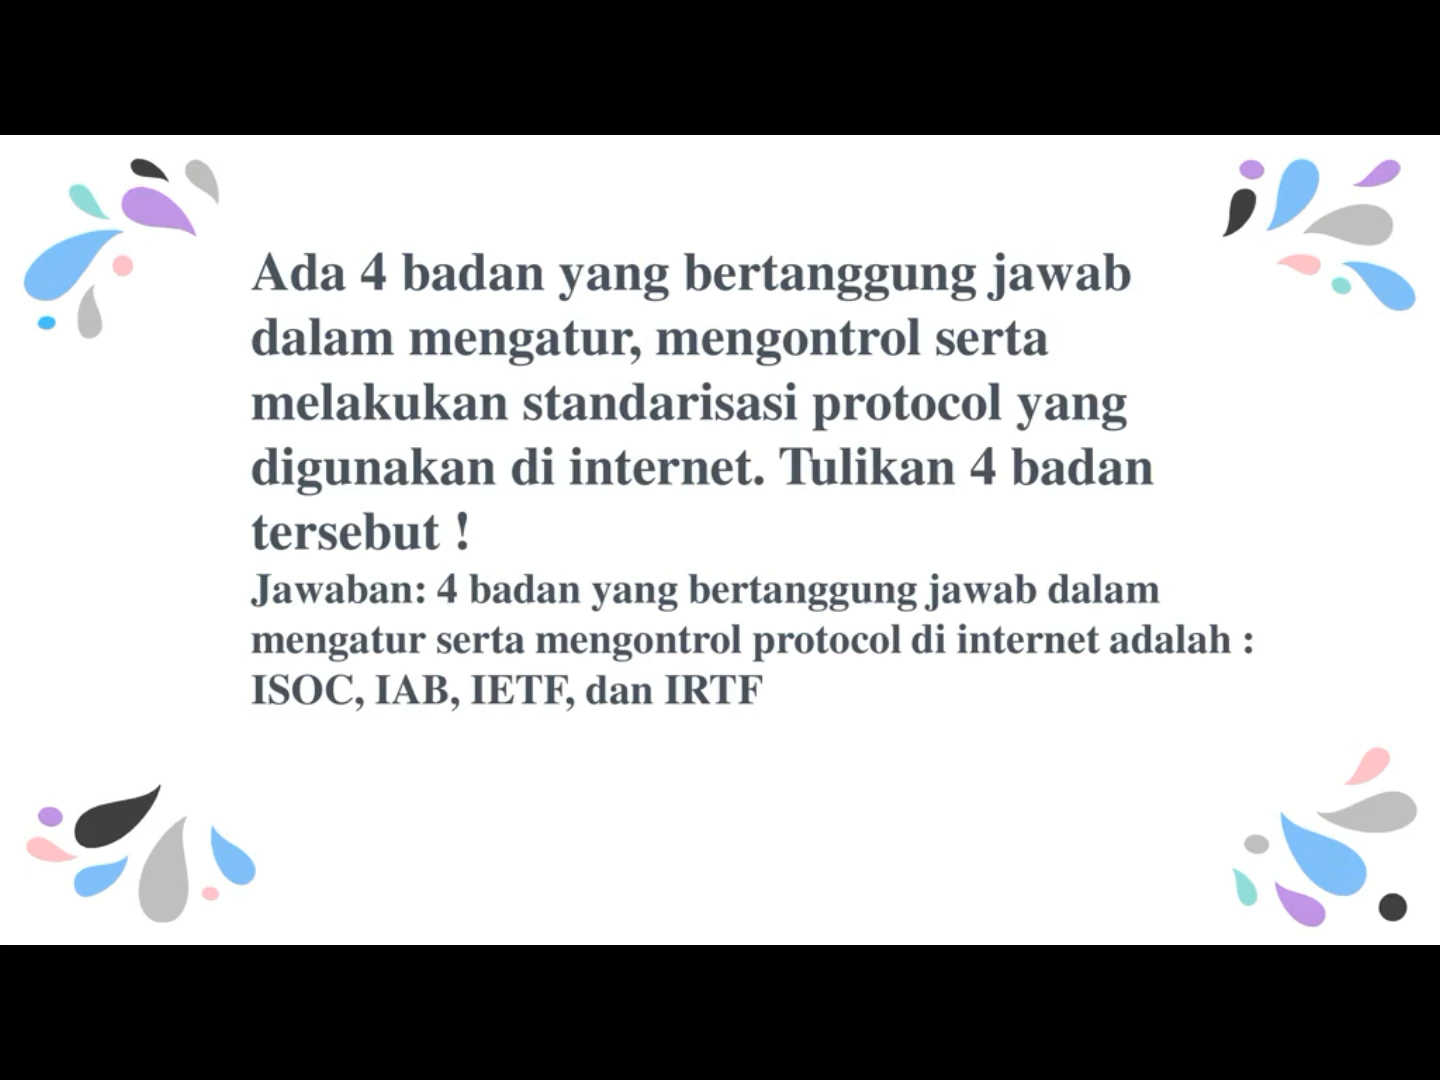 Ada 4 badan yang bertanggung jawab
dalam mengatur, mengontrol serta
melakukan standarisasi protocol yang
digunakan di internet. Tulikan 4 badan
tersebut !
Jawaban: 4 badan yang bertanggung jawab dalam
mengatur serta mengontrol protocol di internet adalah :
ISOC, IAB, IETF, dan IRTF